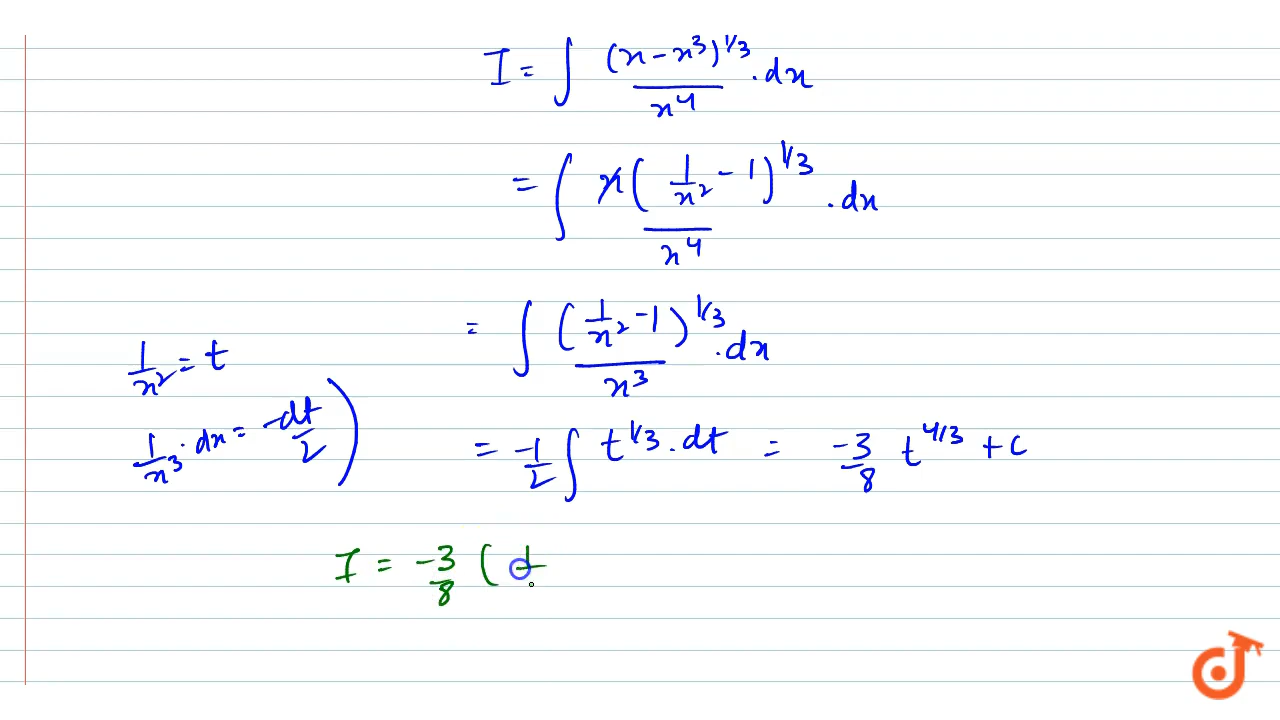 I = ∫ (x - x³)^1/3 / x⁴ . dx
= ∫ x( 1/x² - 1)^1/3 / x⁴ . dx
= ∫ ( 1/x² - 1)^1/3 / x³ . dx
1/x² = t
1/x³ . dx = -dt/2 )
= -1/2 ∫ t^1/3 . dt = -3/8 t^4/3 + c
I = -3/8 ( 1